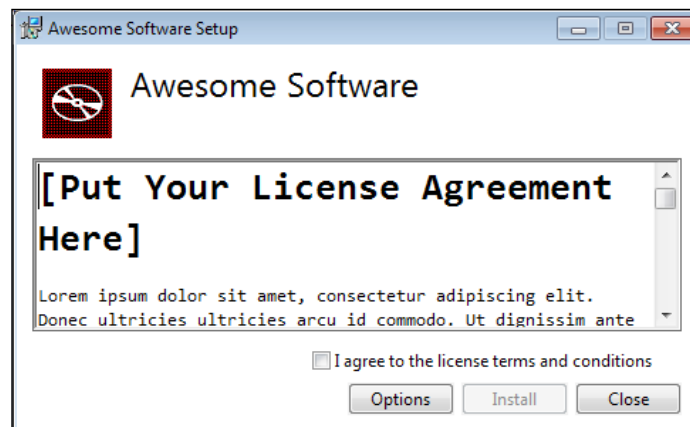 Awesome Software Setup
Awesome Software
[Put Your License Agreement
Here]
Lorem ipsum dolor sit amet, consectetur adipiscing elit.
Donec ultricies ultricies arcu id commodo. Ut dignissim ante
I agree to the license terms and conditions
Options Install Close